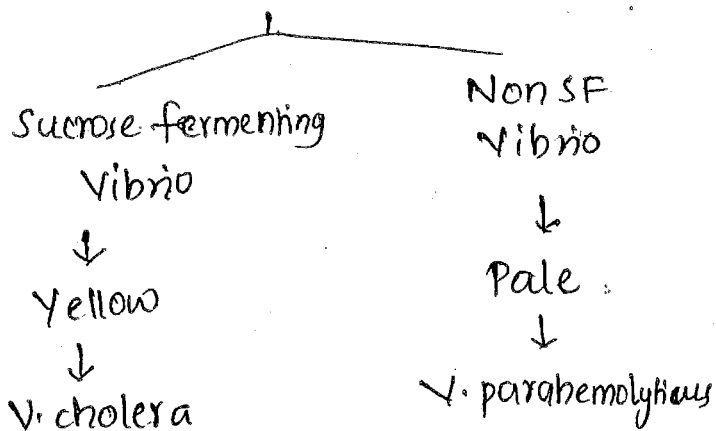 Sucrose fermenting
Vibrio
↓
Yellow
↓
V. cholera
Non SF
Vibrio
↓
Pale
↓
V. parahemolyticus